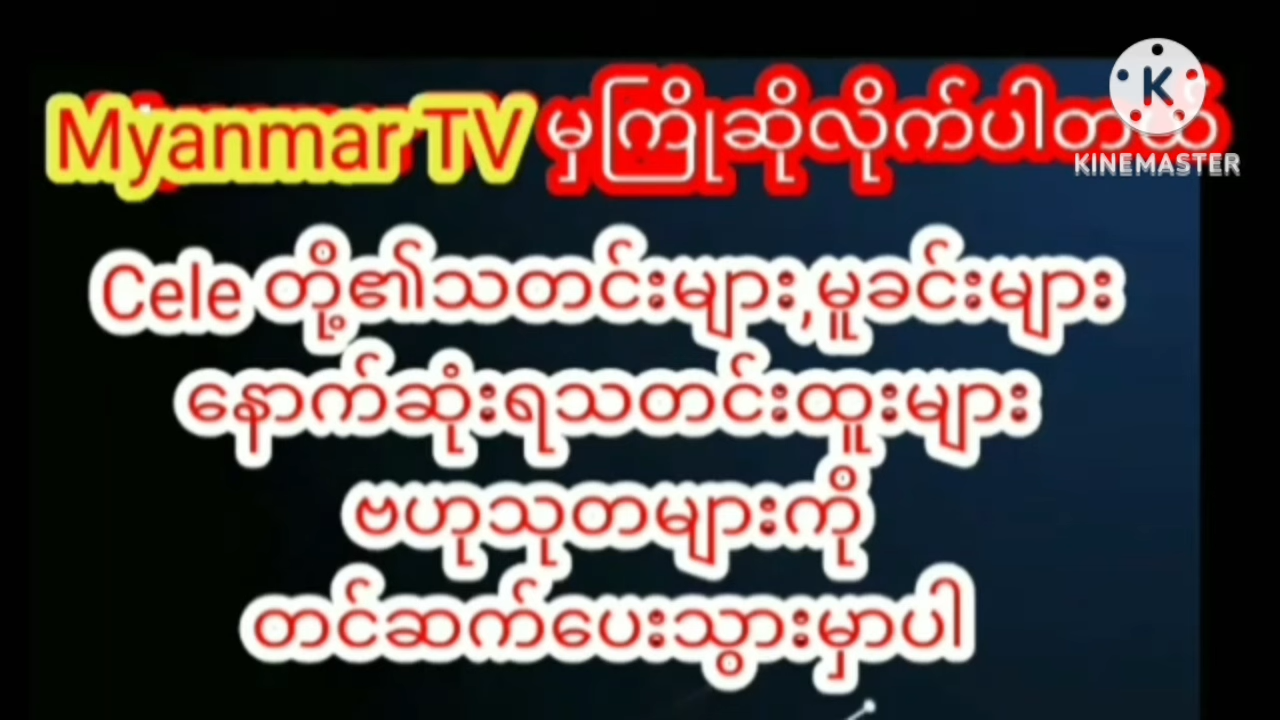 Myanmar TV မှကြိုဆိုလိုက်ပါတယ်
KINEMASTER
Cele တို့၏သတင်းများ,မူခင်းများ
နောက်ဆုံးရသတင်းထူးများ
ဗဟုသုတများကို
တင်ဆက်ပေးသွားမှာပါ